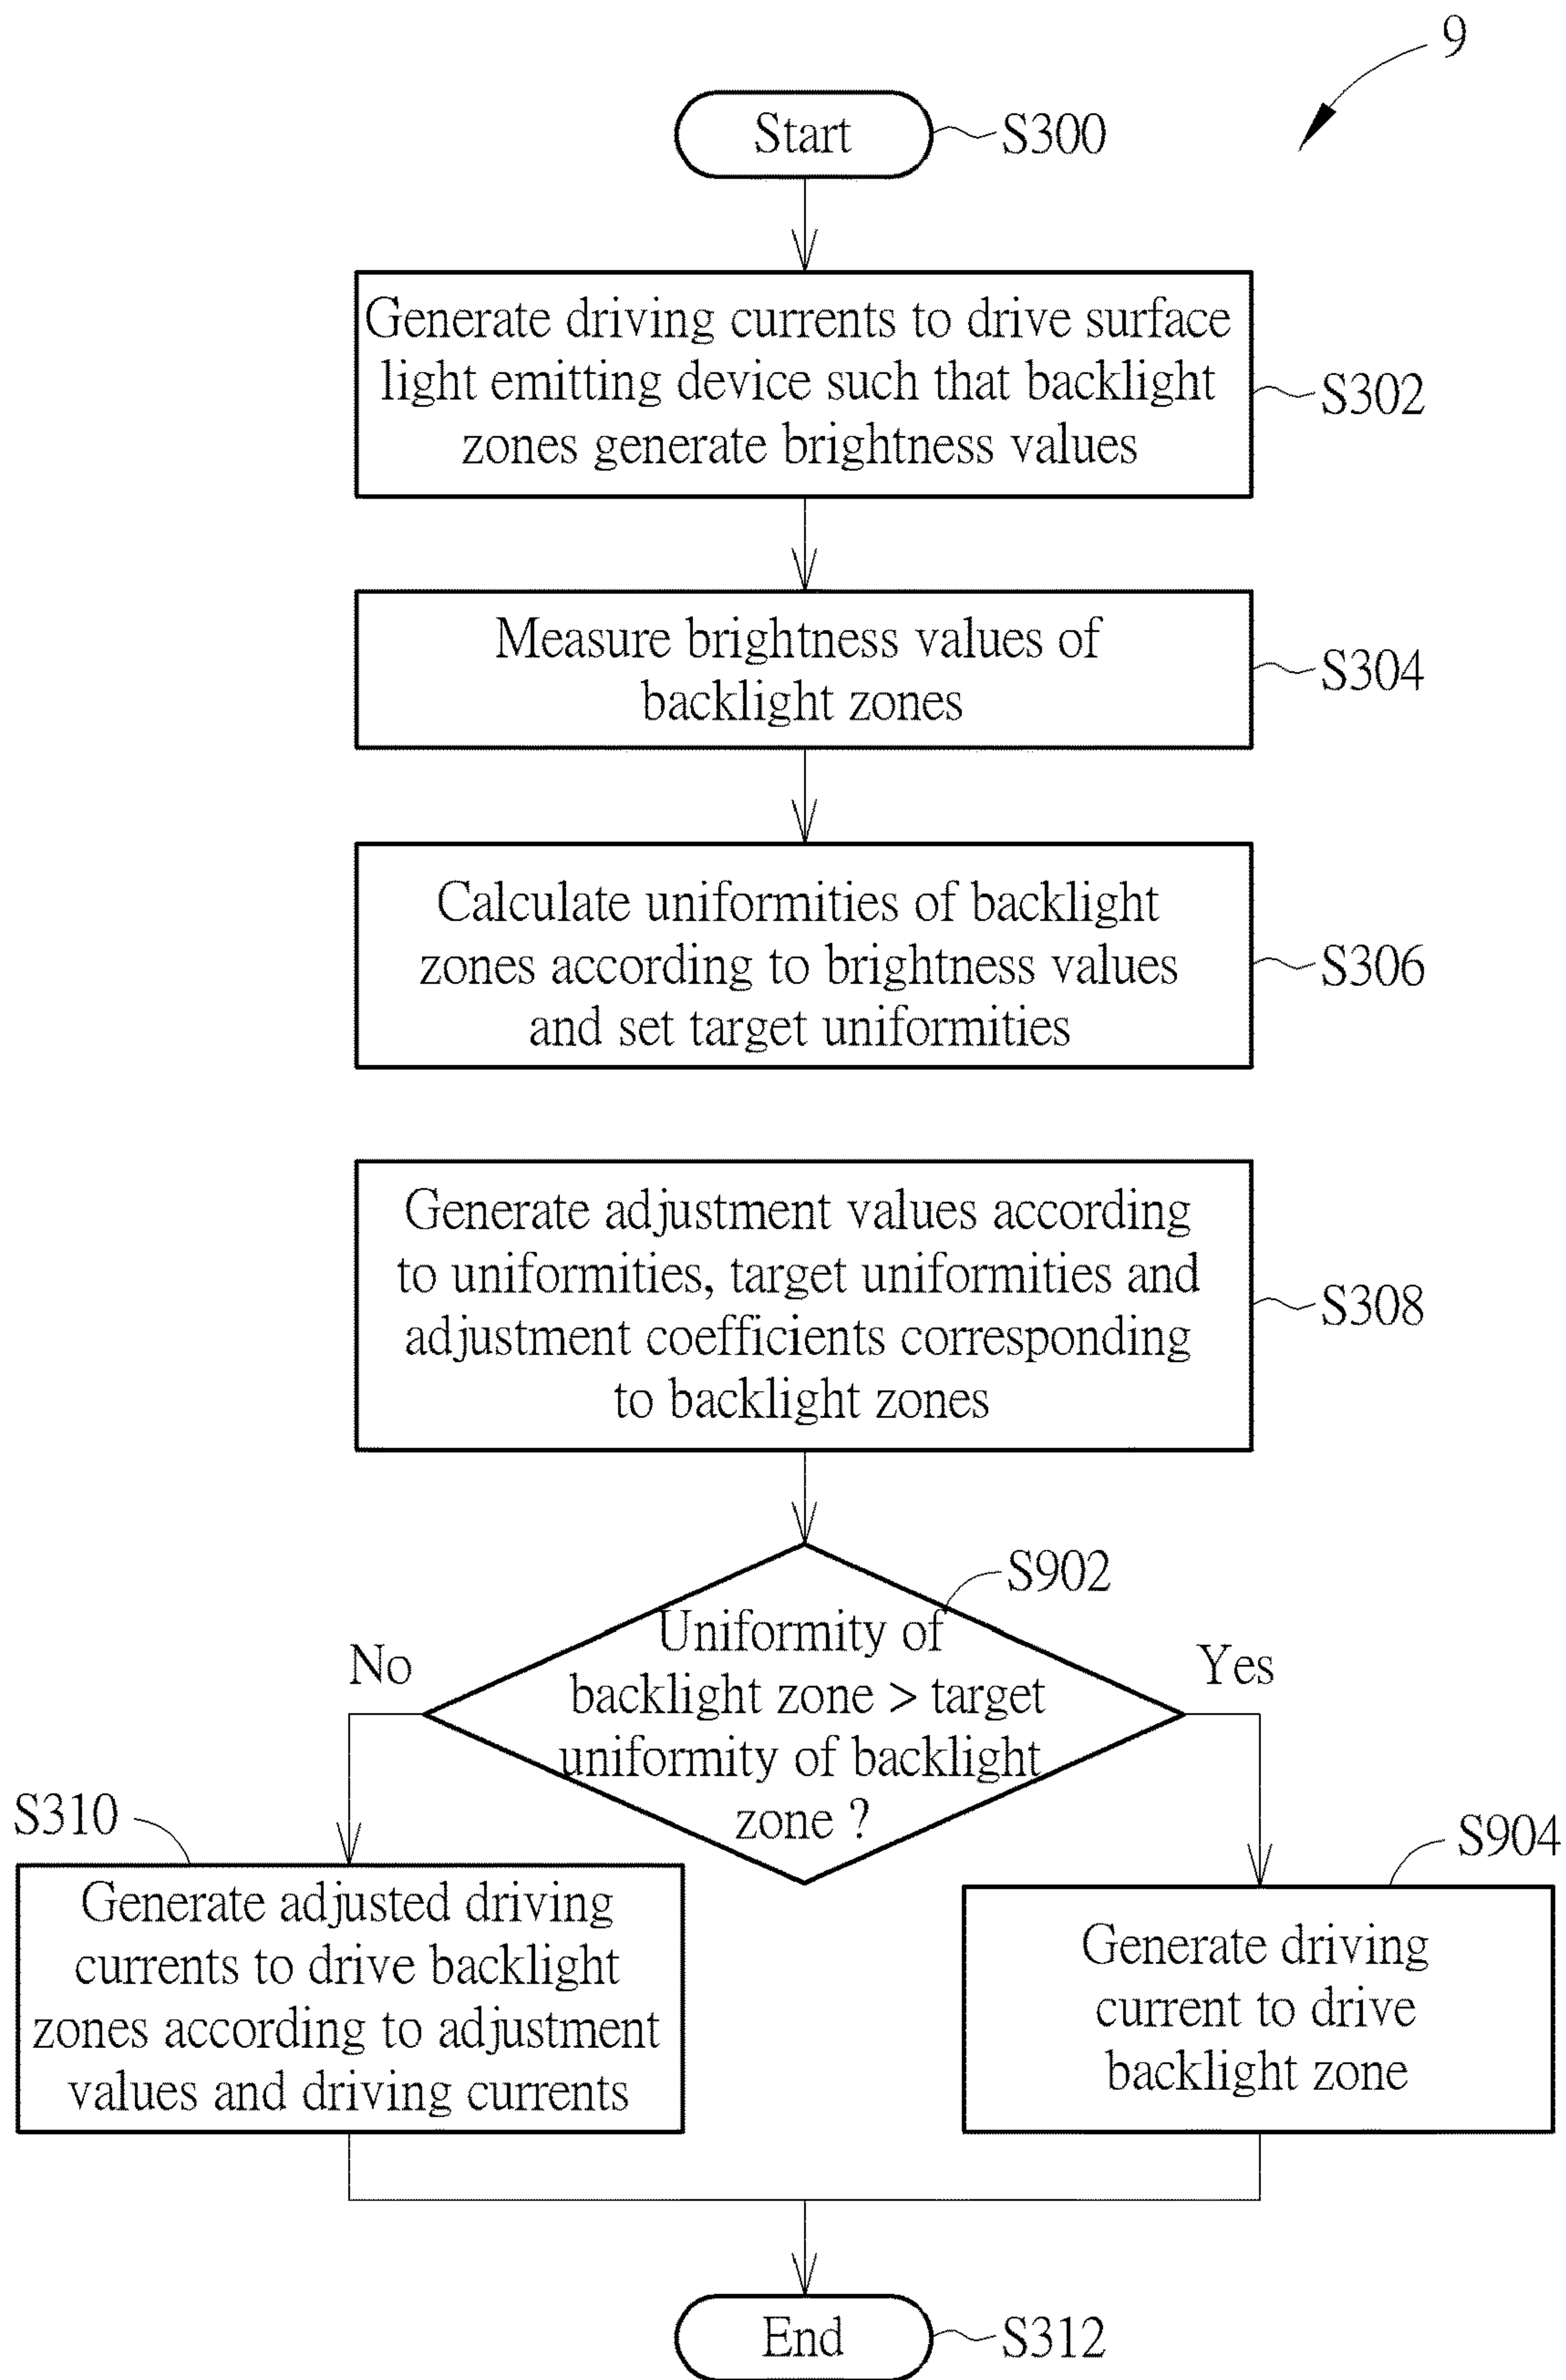 9
Start
S300
Generate driving currents to drive surface
light emitting device such that backlight
zones generate brightness values
S302
Measure brightness values of
backlight zones
S304
Calculate uniformities of backlight
zones according to brightness values
and set target uniformities
S306
Generate adjustment values according
to uniformities, target uniformities and
adjustment coefficients corresponding
to backlight zones
S308
S902
Uniformity of
backlight zone > target
uniformity of backlight
zone ?
No
Yes
S310
Generate adjusted driving
currents to drive backlight
zones according to adjustment
values and driving currents
S904
Generate driving
current to drive
backlight zone
End
S312